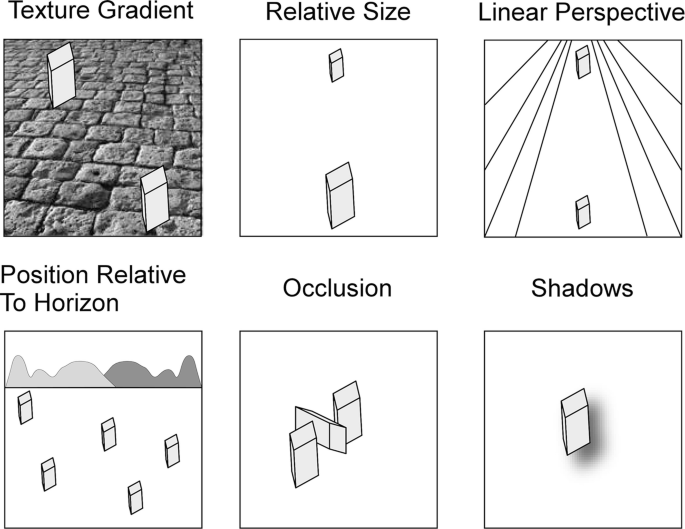 Texture Gradient
Relative Size
Linear Perspective
Position Relative
To Horizon
Occlusion
Shadows